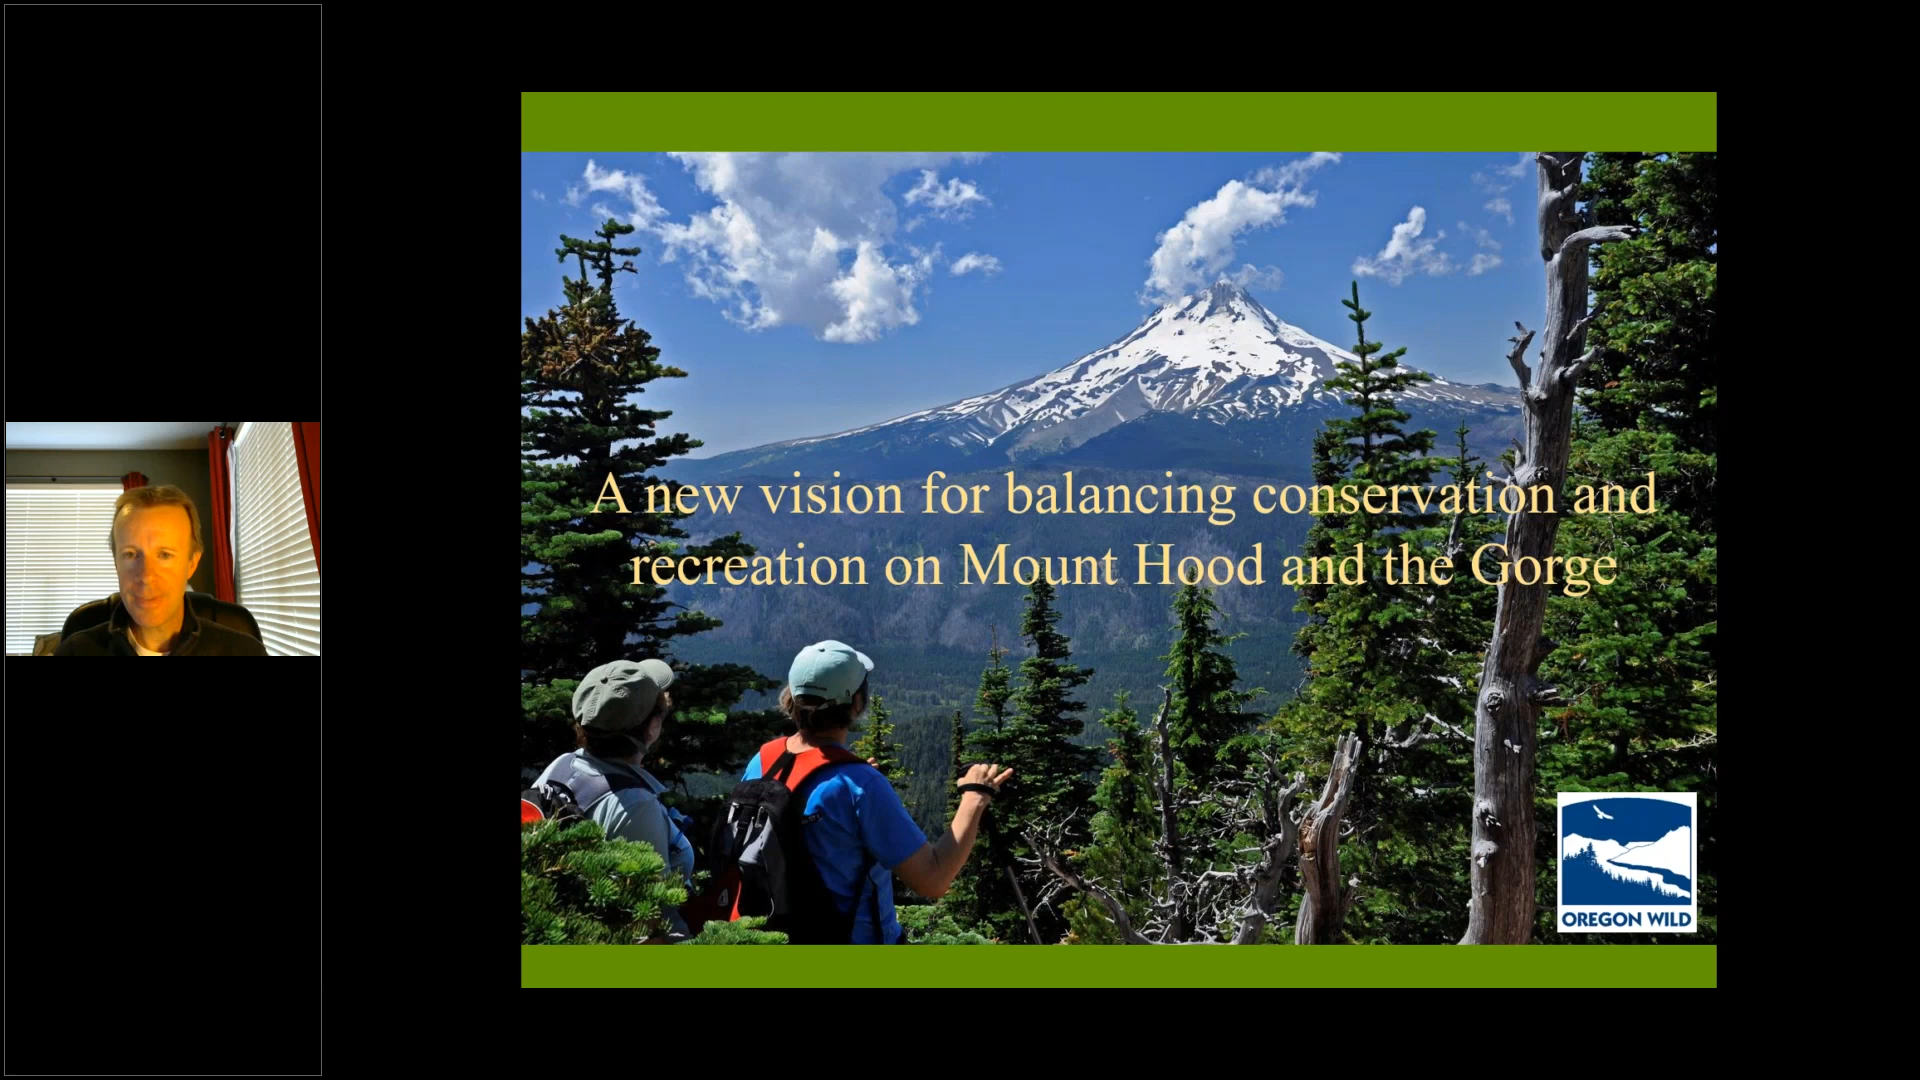 A new vision for balancing conservation and
recreation on Mount Hood and the Gorge
OREGON WILD